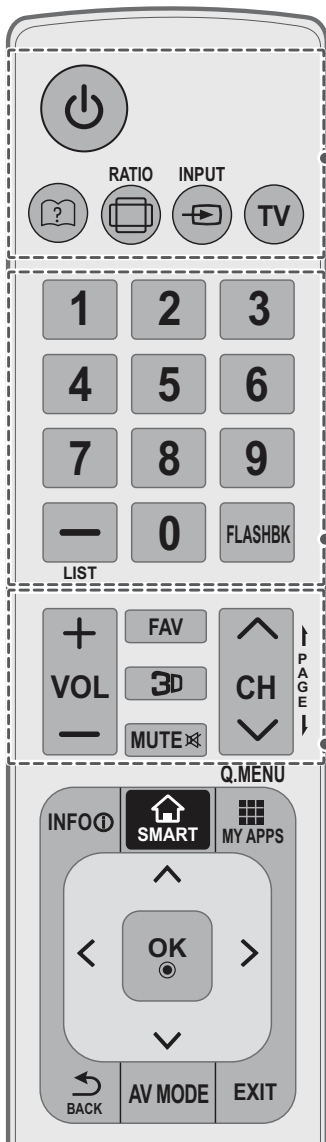 RATIO INPUT
? TV
1 2 3
4 5 6
7 8 9
— 0 FLASHBK
LIST
+ FAV
VOL 3D CH PAGE
— MUTE
Q.MENU
INFO SMART MY APPS
OK
BACK AV MODE EXIT